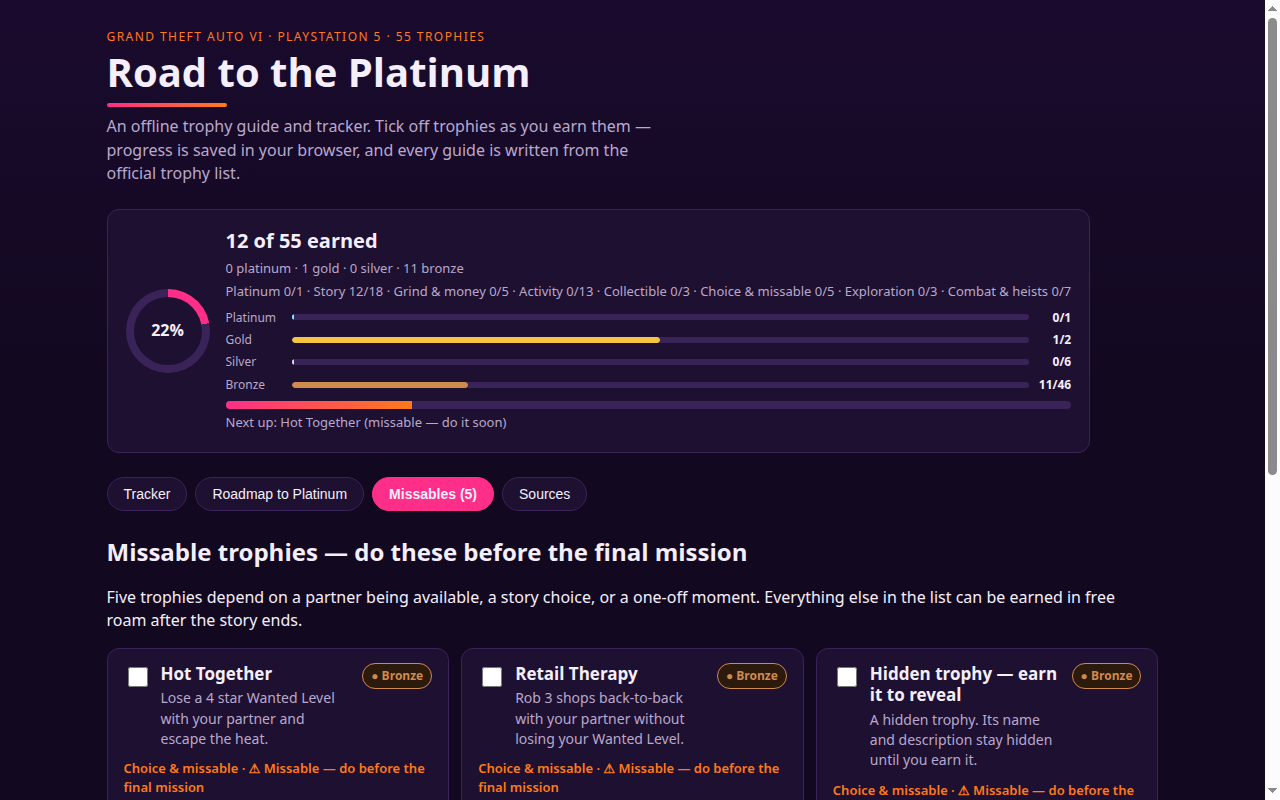 GRAND THEFT AUTO VI · PLAYSTATION 5 · 55 TROPHIES
Road to the Platinum
An offline trophy guide and tracker. Tick off trophies as you earn them —
progress is saved in your browser, and every guide is written from the
official trophy list.
22%
12 of 55 earned
0 platinum · 1 gold · 0 silver · 11 bronze
Platinum 0/1 · Story 12/18 · Grind & money 0/5 · Activity 0/13 · Collectible 0/3 · Choice & missable 0/5 · Exploration 0/3 · Combat & heists 0/7
Platinum 0/1
Gold 1/2
Silver 0/6
Bronze 11/46
Next up: Hot Together (missable — do it soon)
Tracker Roadmap to Platinum Missables (5) Sources
Missable trophies — do these before the final mission
Five trophies depend on a partner being available, a story choice, or a one-off moment. Everything else in the list can be earned in free
roam after the story ends.
Hot Together
● Bronze
Lose a 4 star Wanted Level
with your partner and
escape the heat.
Choice & missable · ⚠ Missable — do before the
final mission
Retail Therapy
● Bronze
Rob 3 shops back-to-back
with your partner without
losing your Wanted Level.
Choice & missable · ⚠ Missable — do before the
final mission
Hidden trophy — earn
it to reveal
● Bronze
A hidden trophy. Its name
and description stay hidden
until you earn it.
Choice & missable · ⚠ Missable — do before the